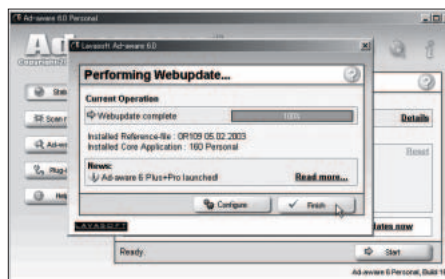 Ad-aware 6.0 Personal
Lavasoft Ad-aware 6.0
Performing Webupdate...
Current Operation
Webupdate complete
100%
Installed Reference-file : 0R109 05.02.2003
Installed Core Application : 160 Personal
News:
Ad-aware 6 Plus+Pro launched!
Read more...
Configure
Finish
LAVASOFT
Details
Reset
Ready.
Start
Ad-aware 6 Personal, Build